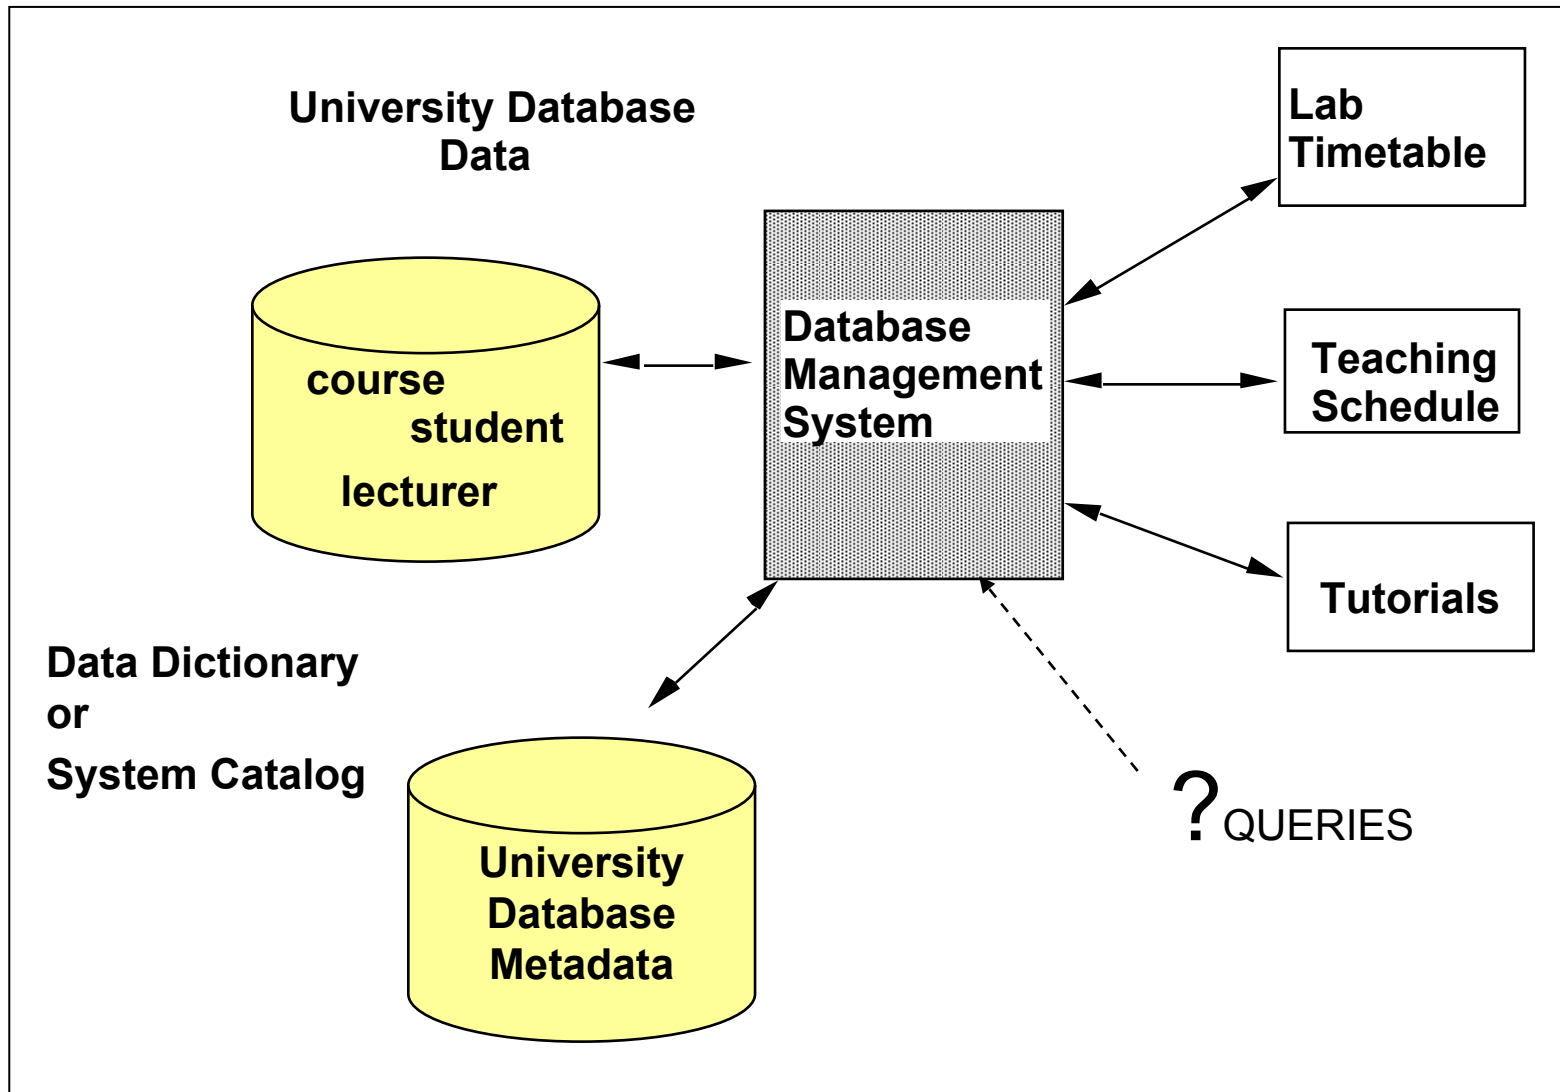 University Database
Data
course
student
lecturer
Database
Management
System
Lab
Timetable
Teaching
Schedule
Tutorials
Data Dictionary
or
System Catalog
University
Database
Metadata
?QUERIES